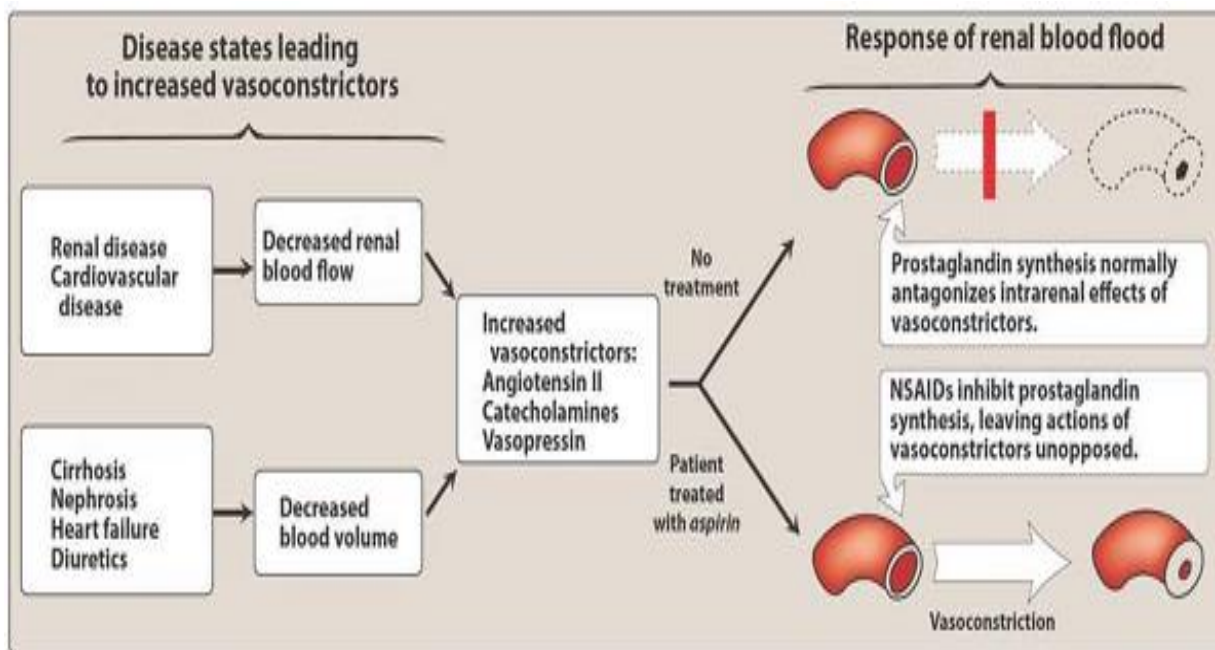 Disease states leading
to increased vasoconstrictors
Response of renal blood flood
Renal disease
Cardiovascular
disease
Decreased renal
blood flow
Cirrhosis
Nephrosis
Heart failure
Diuretics
Decreased
blood volume
Increased
vasoconstrictors:
Angiotensin II
Catecholamines
Vasopressin
No
treatment
Patient
treated
with aspirin
Prostaglandin synthesis normally
antagonizes intrarenal effects of
vasoconstrictors.
NSAIDs inhibit prostaglandin
synthesis, leaving actions of
vasoconstrictors unopposed.
Vasoconstriction